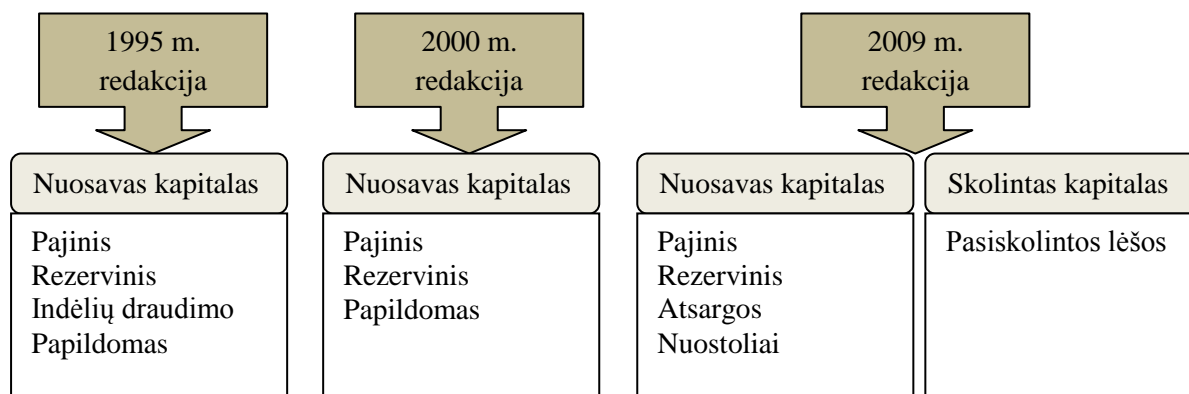 1995 m.
redakcija
2000 m.
redakcija
2009 m.
redakcija
Nuosavas kapitalas
Pajinis
Rezervinis
Indėlių draudimo
Papildomas
Nuosavas kapitalas
Pajinis
Rezervinis
Papildomas
Nuosavas kapitalas
Pajinis
Rezervinis
Atsargos
Nuostoliai
Skolintas kapitalas
Pasiskolintos lėšos